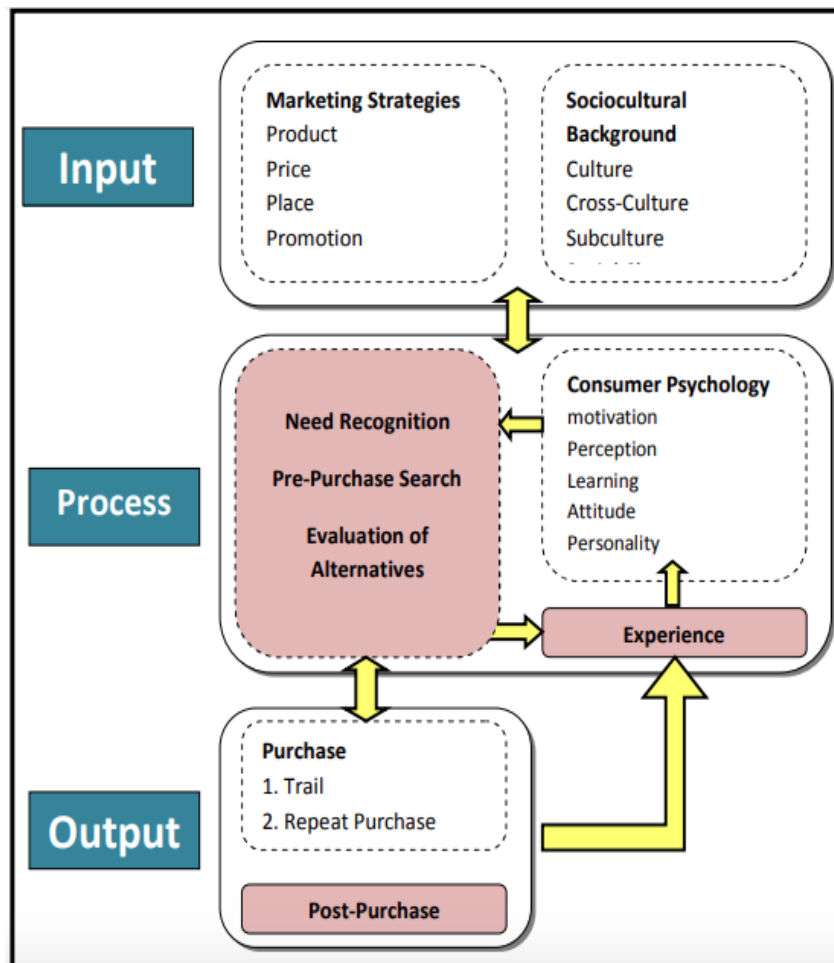 Input
Marketing Strategies
Product
Price
Place
Promotion
Sociocultural
Background
Culture
Cross-Culture
Subculture
Process
Need Recognition
Pre-Purchase Search
Evaluation of
Alternatives
Consumer Psychology
motivation
Perception
Learning
Attitude
Personality
Experience
Output
Purchase
1. Trail
2. Repeat Purchase
Post-Purchase